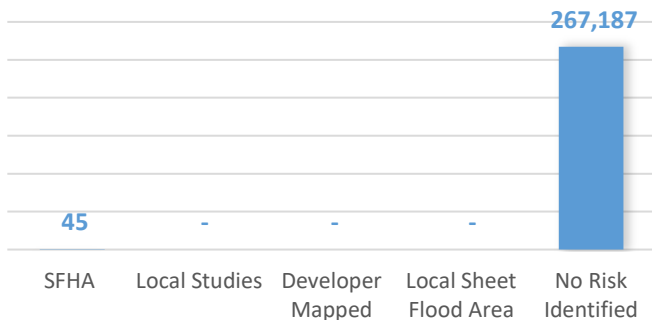 267,187
45 - - -
SFHA Local Studies Developer Mapped Local Sheet Flood Area No Risk Identified